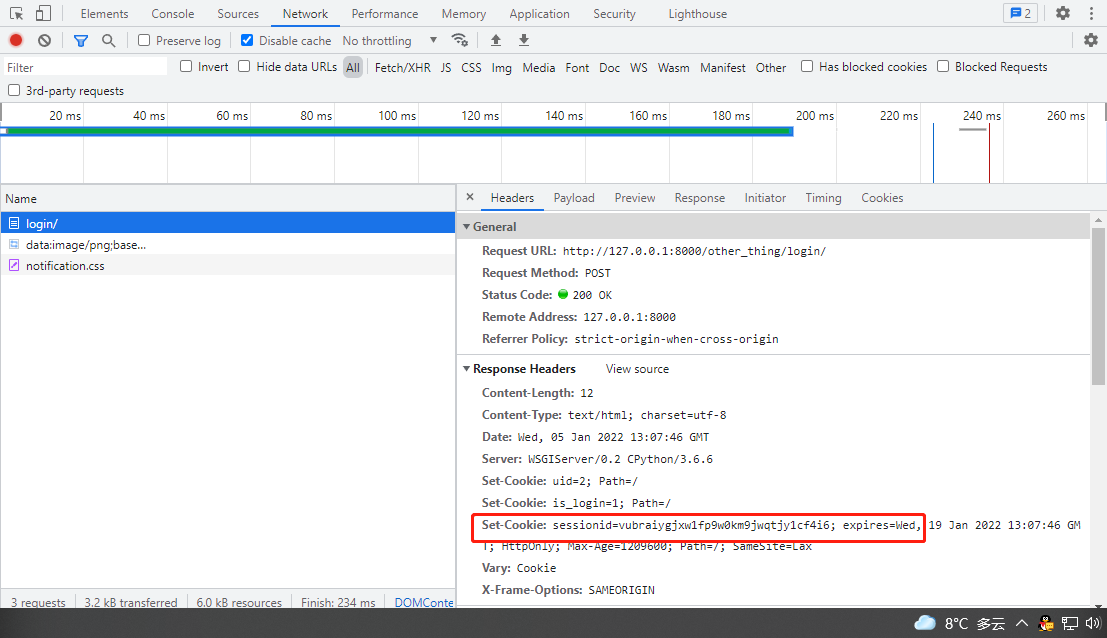 Elements Console Sources Network Performance Memory Application Security Lighthouse 2
Preserve log Disable cache No throttling
Filter Invert Hide data URLs All Fetch/XHR JS CSS Img Media Font Doc WS Wasm Manifest Other Has blocked cookies Blocked Requests
3rd-party requests
20 ms 40 ms 60 ms 80 ms 100 ms 120 ms 140 ms 160 ms 180 ms 200 ms 220 ms 240 ms 260 ms
Name
login/
data:image/png;base...
notification.css
3 requests 3.2 kB transferred 6.0 kB resources Finish: 234 ms DOMConte
× Headers Payload Preview Response Initiator Timing Cookies
General
Request URL: http://127.0.0.1:8000/other_thing/login/
Request Method: POST
Status Code: 200 OK
Remote Address: 127.0.0.1:8000
Referrer Policy: strict-origin-when-cross-origin
Response Headers View source
Content-Length: 12
Content-Type: text/html; charset=utf-8
Date: Wed, 05 Jan 2022 13:07:46 GMT
Server: WSGIServer/0.2 CPython/3.6.6
Set-Cookie: uid=2; Path=/
Set-Cookie: is_login=1; Path=/
Set-Cookie: sessionid=vubraiygjxw1fp9w0km9jwqtjy1cf4i6; expires=Wed, 19 Jan 2022 13:07:46 GM
T; HttpOnly; Max-Age=1209600; Path=/; SameSite=Lax
Vary: Cookie
X-Frame-Options: SAMEORIGIN
8°C 多云